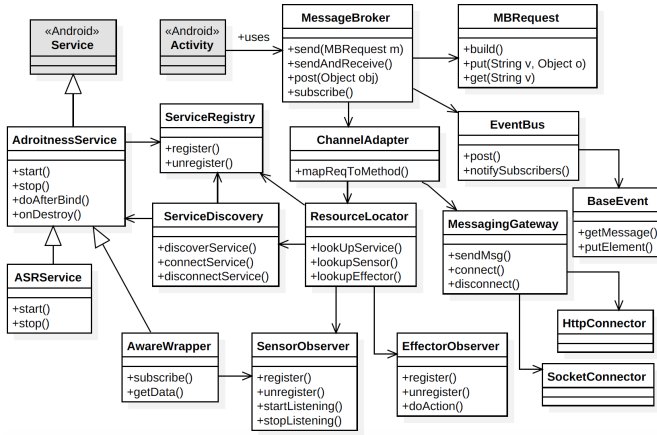 «Android»
Service
«Android»
Activity
+uses
MessageBroker
+send(MBRequest m)
+sendAndReceive()
+post(Object obj)
+subscribe()
MBRequest
+build()
+put(String v, Object o)
+get(String v)
AdroitnessService
+start()
+stop()
+doAfterBind()
+onDestroy()
ServiceRegistry
+register()
+unregister()
ChannelAdapter
+mapReqToMethod()
EventBus
+post()
+notifySubscribers()
BaseEvent
+getMessage()
+putElement()
ServiceDiscovery
+discoverService()
+connectService()
+disconnectService()
ResourceLocator
+lookUpService()
+lookupSensor()
+lookupEffector()
MessagingGateway
+sendMsg()
+connect()
+disconnect()
ASRService
+start()
+stop()
HttpConnector
AwareWrapper
+subscribe()
+getData()
SensorObserver
+register()
+unregister()
+startListening()
+stopListening()
EffectorObserver
+register()
+unregister()
+doAction()
SocketConnector